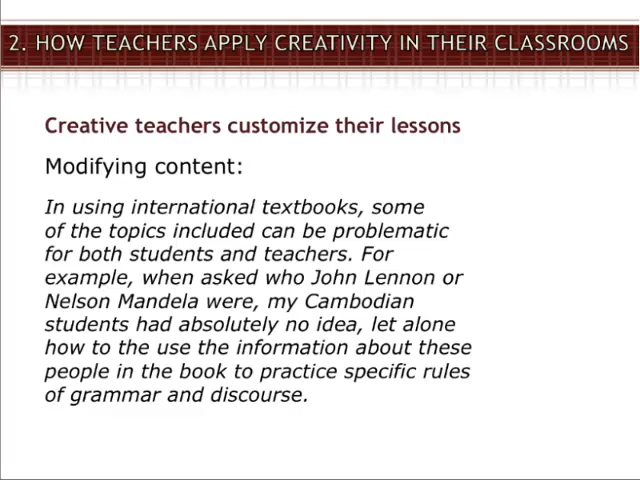 2. HOW TEACHERS APPLY CREATIVITY IN THEIR CLASSROOMS
Creative teachers customize their lessons
Modifying content:
In using international textbooks, some
of the topics included can be problematic
for both students and teachers. For
example, when asked who John Lennon or
Nelson Mandela were, my Cambodian
students had absolutely no idea, let alone
how to the use the information about these
people in the book to practice specific rules
of grammar and discourse.